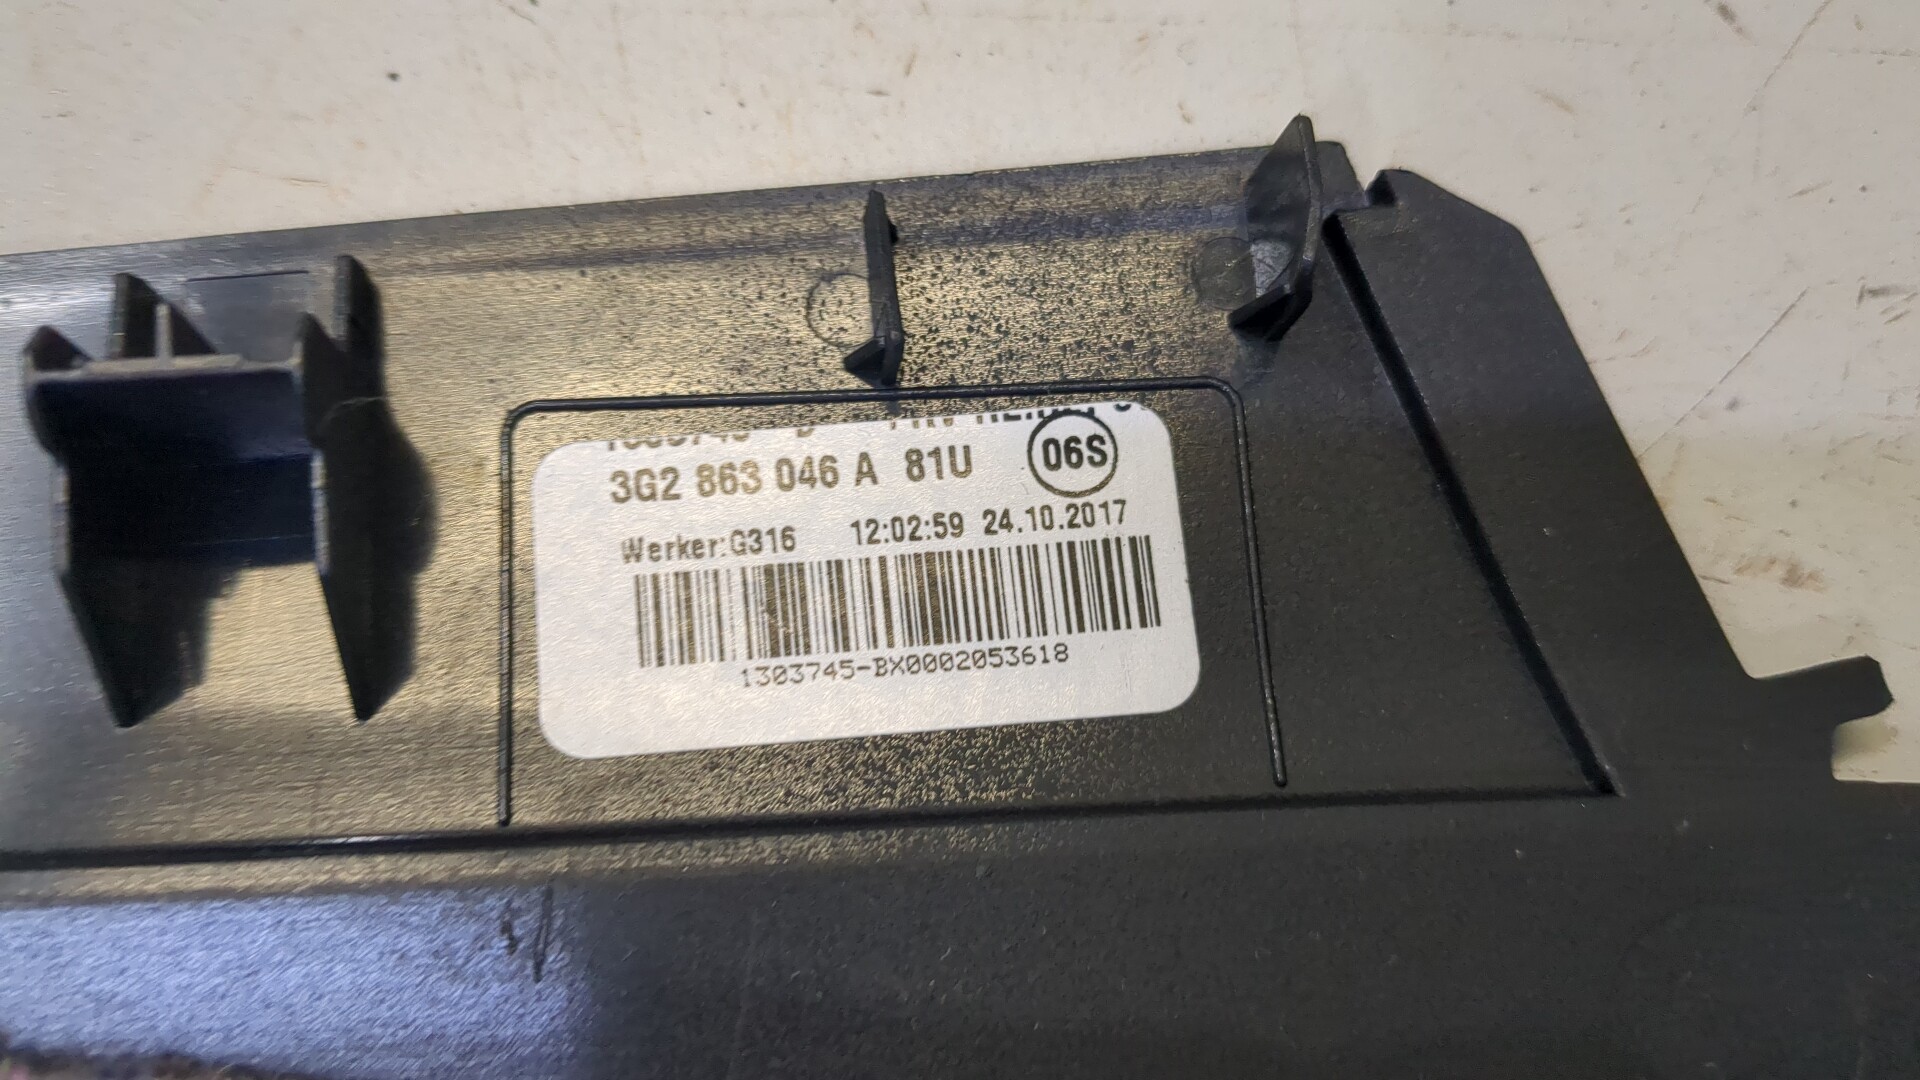 3G2 863 046 A 81U 06S
Werker:G316 12:02:59 24.10.2017
1303745-BX0002053618